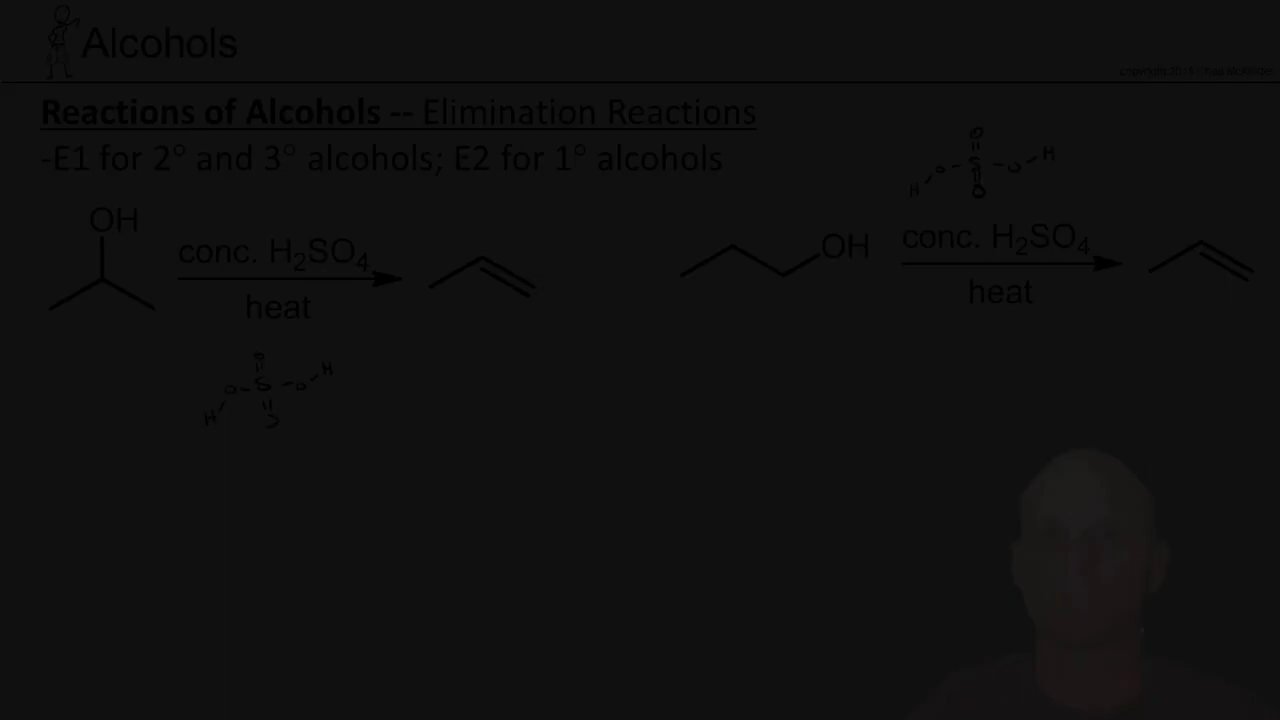 Alcohols
Reactions of Alcohols -- Elimination Reactions
-E1 for 2° and 3° alcohols; E2 for 1° alcohols
O
H O S O H
O
OH
conc. H₂SO₄
heat
OH
conc. H₂SO₄
heat
O
H O S O H